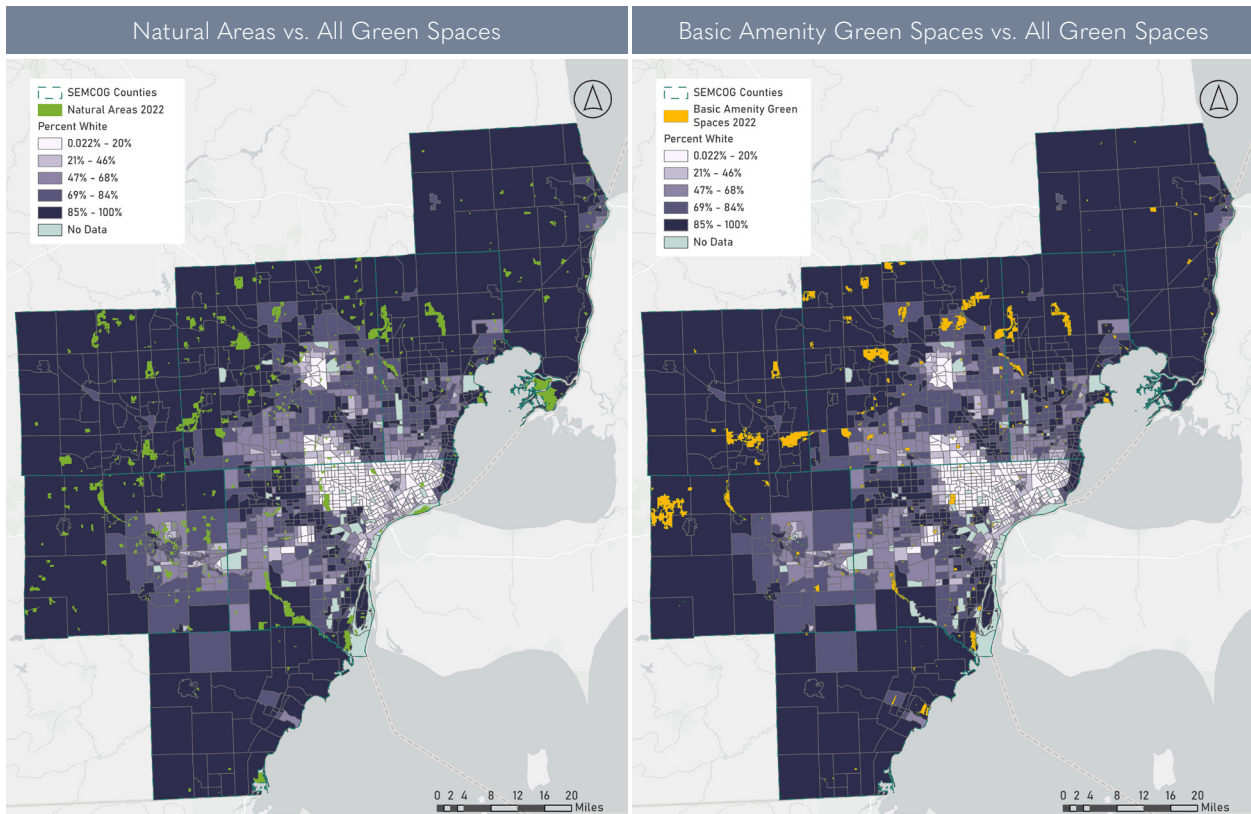 Natural Areas vs. All Green Spaces
SEMCOG Counties
Natural Areas 2022
Percent White
0.022% - 20%
21% - 46%
47% - 68%
69% - 84%
85% - 100%
No Data
0 2 4 8 12 16 20
Miles
Basic Amenity Green Spaces vs. All Green Spaces
SEMCOG Counties
Basic Amenity Green
Spaces 2022
Percent White
0.022% - 20%
21% - 46%
47% - 68%
69% - 84%
85% - 100%
No Data
0 2 4 8 12 16 20
Miles